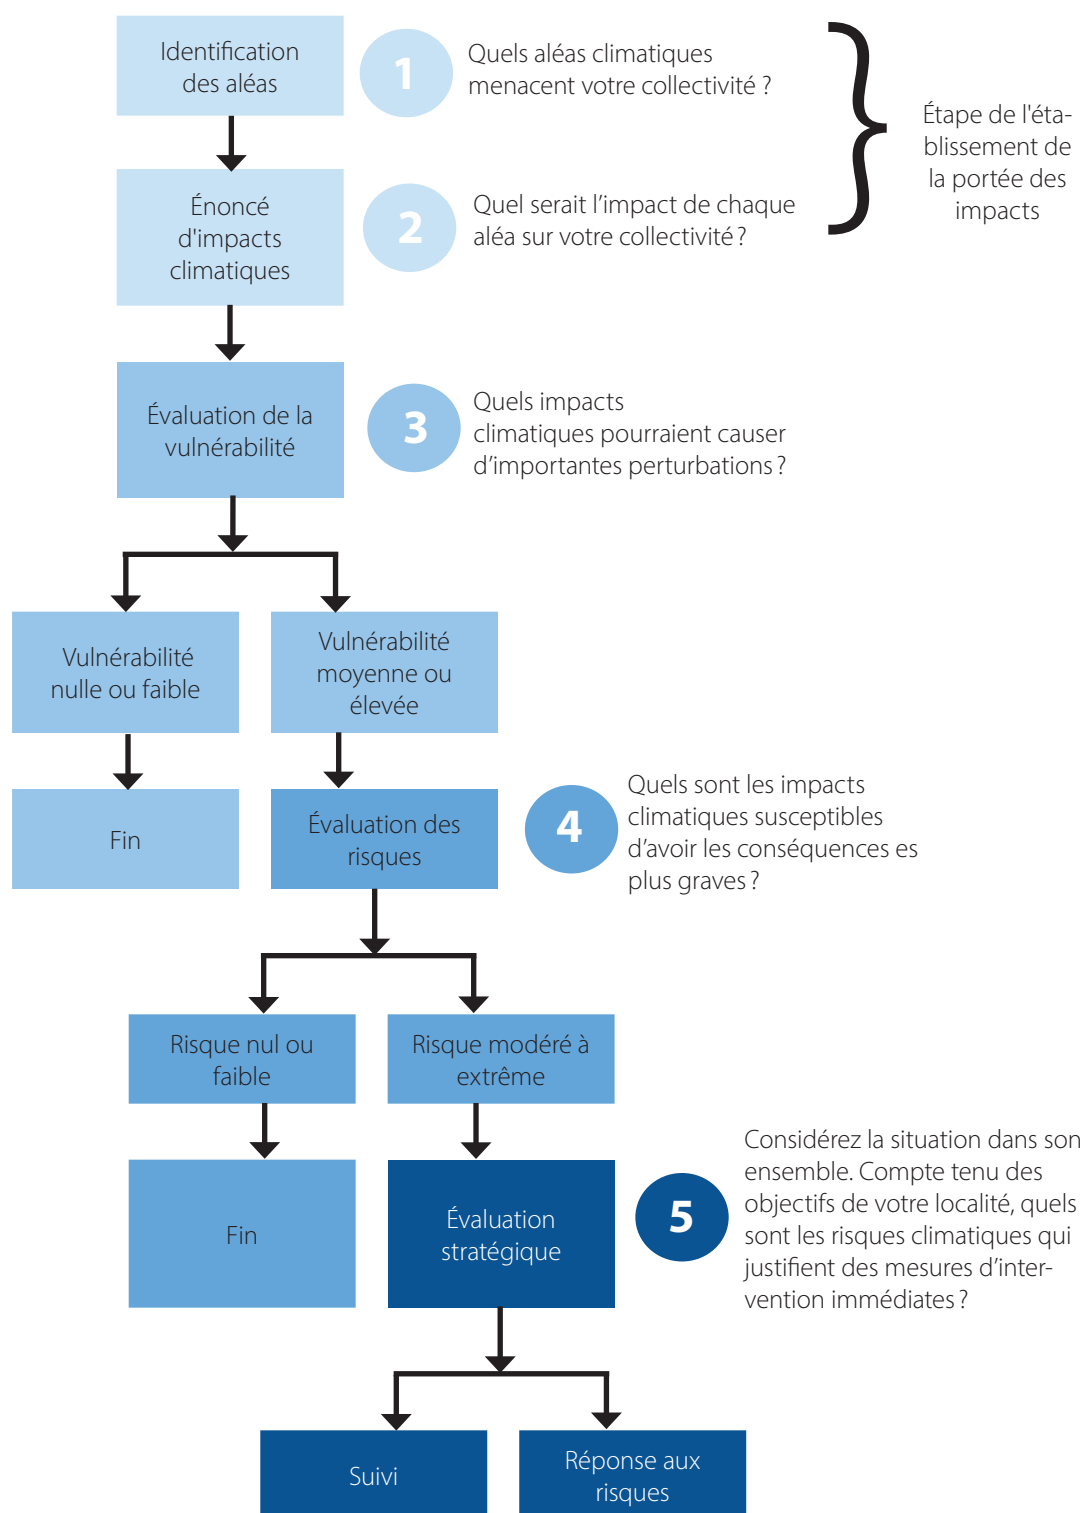 Identification
des aléas
1
Quels aléas climatiques
menacent votre collectivité ?
Étape de l'éta-
blissement de
la portée des
impacts
Énoncé
d'impacts
climatiques
2
Quel serait l’impact de chaque
aléa sur votre collectivité ?
Évaluation de la
vulnérabilité
3
Quels impacts
climatiques pourraient causer
d’importantes perturbations ?
Vulnérabilité
nulle ou faible
Vulnérabilité
moyenne ou
élevée
Fin
Évaluation des
risques
4
Quels sont les impacts
climatiques susceptibles
d’avoir les conséquences es
plus graves ?
Risque nul ou
faible
Risque modéré à
extrême
Fin
Évaluation
stratégique
5
Considérez la situation dans son
ensemble. Compte tenu des
objectifs de votre localité, quels
sont les risques climatiques qui
justifient des mesures d’inter-
vention immédiates ?
Suivi
Réponse aux
risques